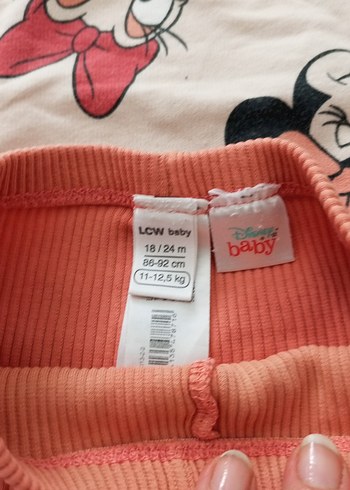 LCW baby
18 / 24 m
86-92 cm
11-12,5 kg
Disney
baby